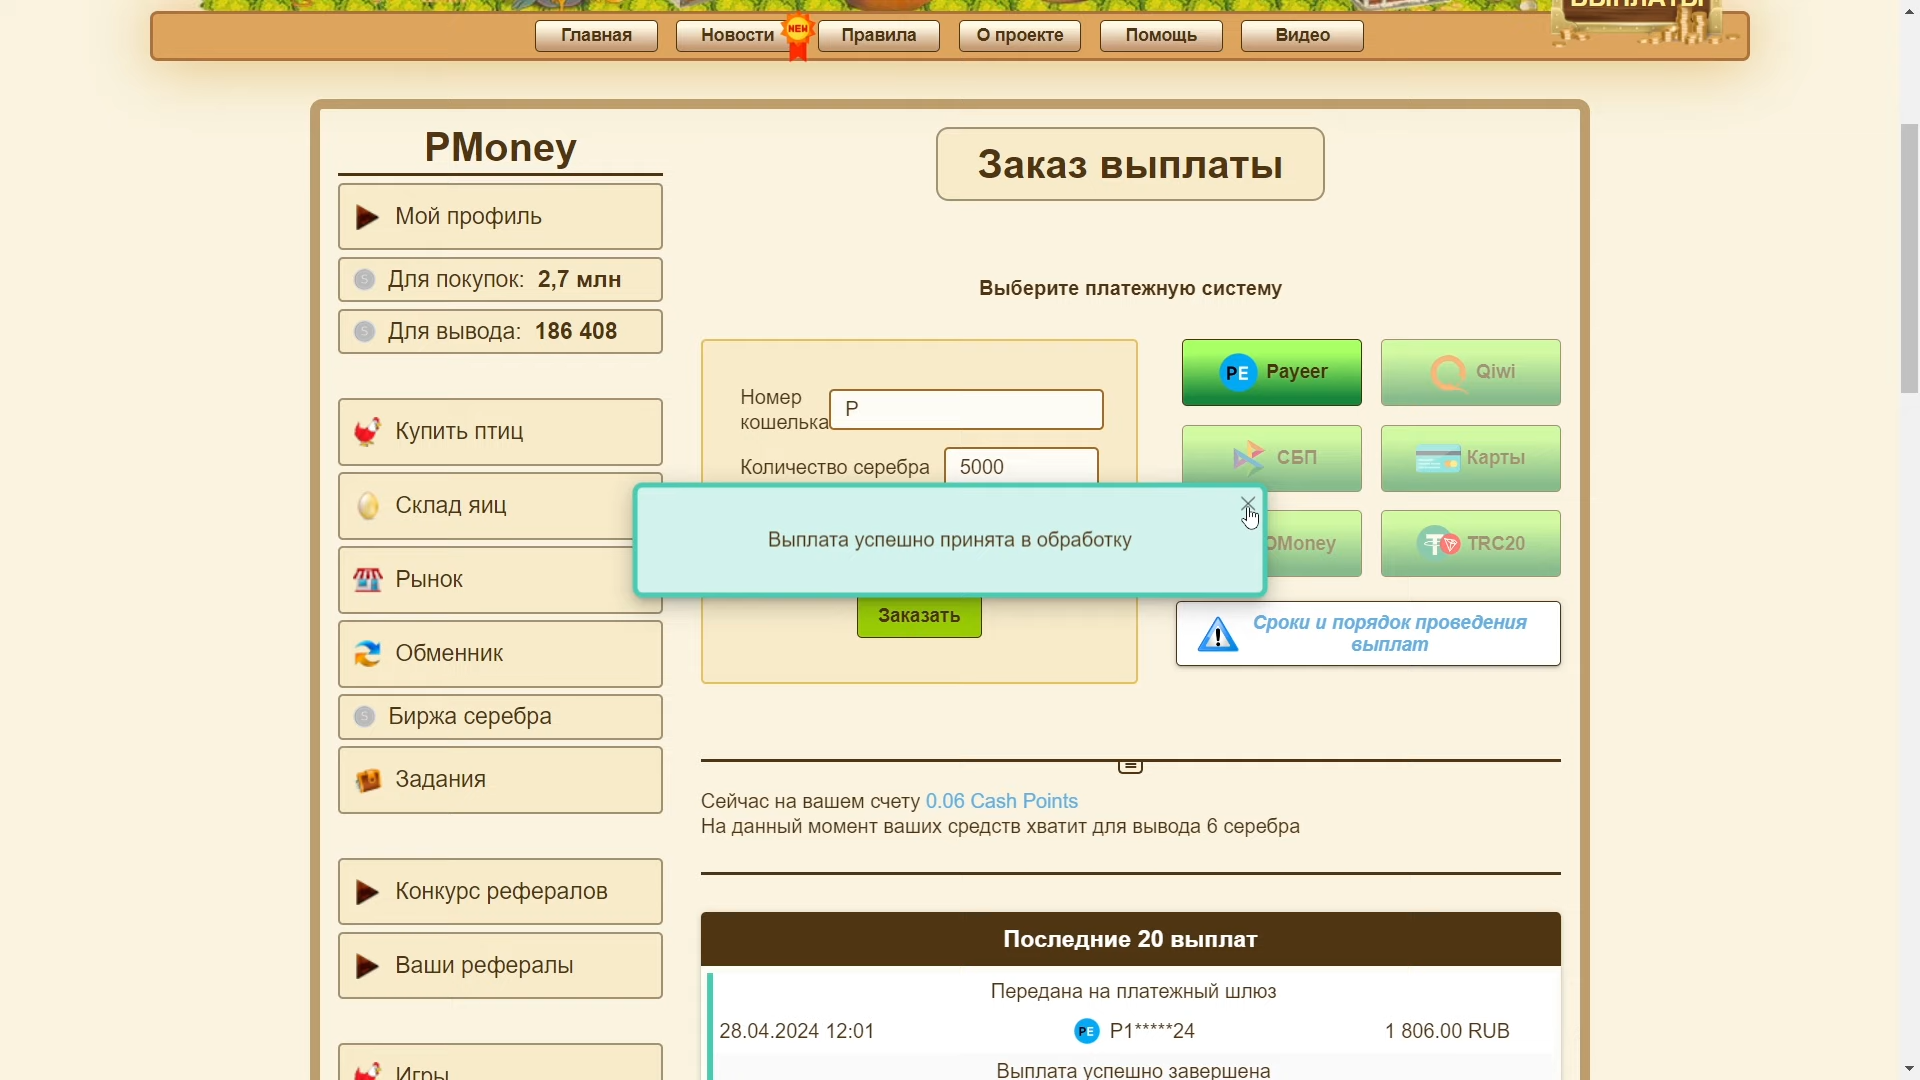 ВЫПЛАТЫ
Главная
Новости
NEW
Правила
О проекте
Помощь
Видео
PMoney
Мой профиль
Для покупок: 2,7 млн
Для вывода: 186 408
Купить птиц
Склад яиц
Рынок
Обменник
Биржа серебра
Задания
Конкурс рефералов
Ваши рефералы
Игры
Заказ выплаты
Выберите платежную систему
Номер
кошелька
P
Количество серебра
5000
Заказать
PE Payeer
Qiwi
СБП
Карты
OMoney
TRC20
Выплата успешно принята в обработку
Сроки и порядок проведения
выплат
Сейчас на вашем счету 0.06 Cash Points
На данный момент ваших средств хватит для вывода 6 серебра
Последние 20 выплат
Передана на платежный шлюз
28.04.2024 12:01
PE P1*****24
1 806.00 RUB
Выплата успешно завершена